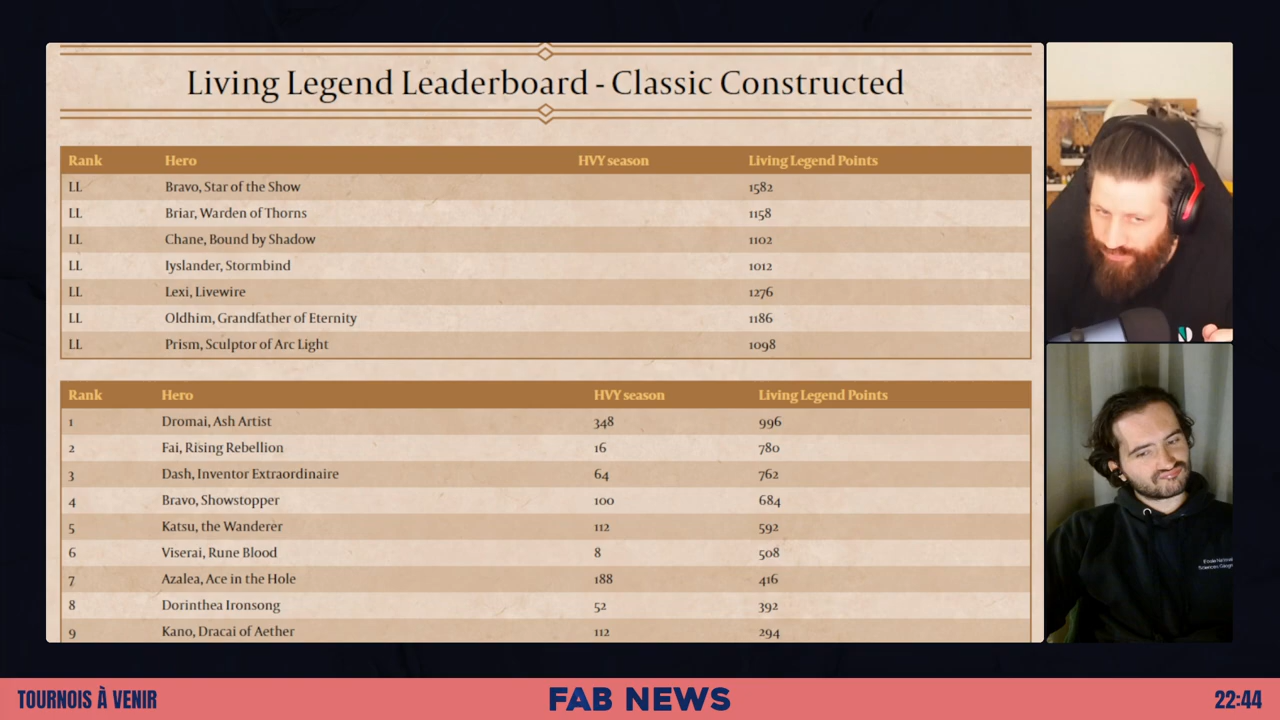 Living Legend Leaderboard - Classic Constructed
Rank Hero HVY season Living Legend Points
LL Bravo, Star of the Show 1582
LL Briar, Warden of Thorns 1158
LL Chane, Bound by Shadow 1102
LL Iyslander, Stormbind 1012
LL Lexi, Livewire 1276
LL Oldhim, Grandfather of Eternity 1186
LL Prism, Sculptor of Arc Light 1098
Rank Hero HVY season Living Legend Points
1 Dromai, Ash Artist 348 996
2 Fai, Rising Rebellion 16 780
3 Dash, Inventor Extraordinaire 64 762
4 Bravo, Showstopper 100 684
5 Katsu, the Wanderer 112 592
6 Viserai, Rune Blood 8 508
7 Azalea, Ace in the Hole 188 416
8 Dorinthea Ironsong 52 392
9 Kano, Dracai of Aether 112 294
TOURNOIS À VENIR FAB NEWS 22:44